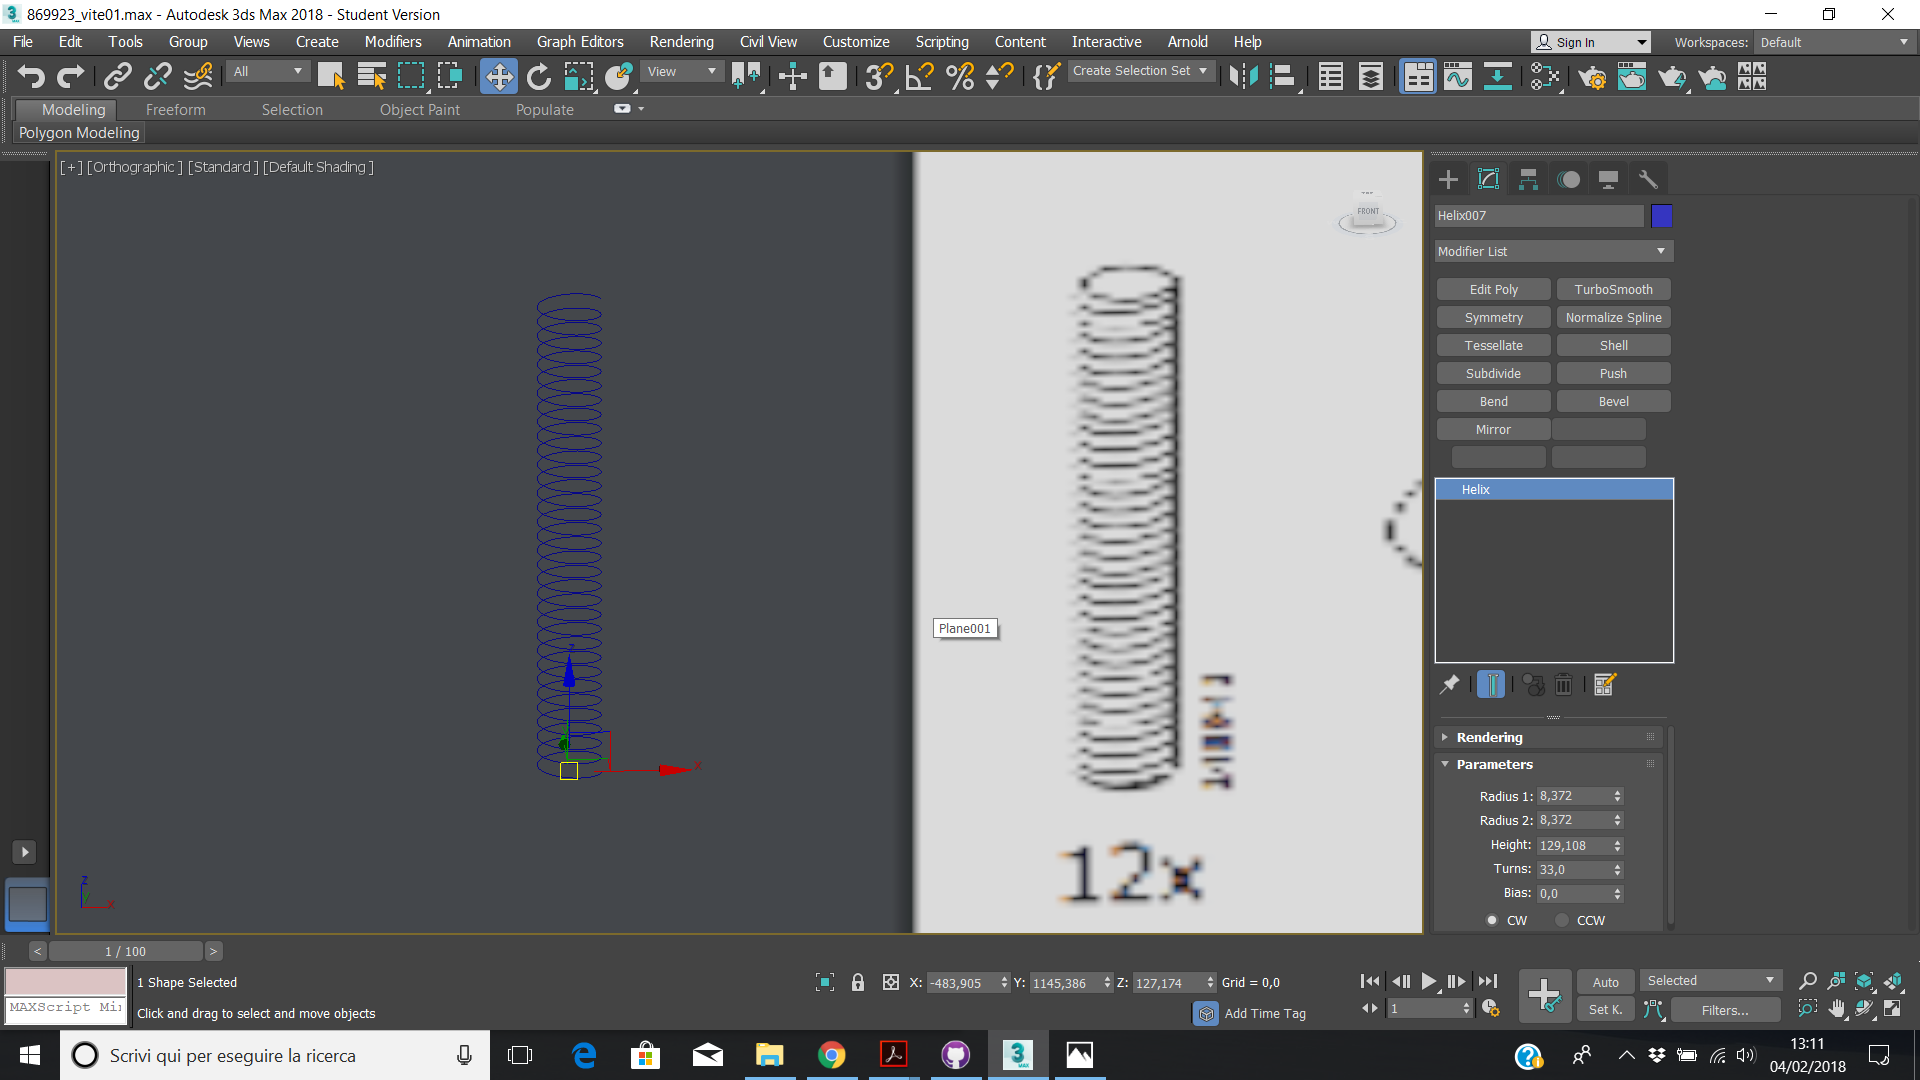 869923_vite01.max - Autodesk 3ds Max 2018 - Student Version
File Edit Tools Group Views Create Modifiers Animation Graph Editors Rendering Civil View Customize Scripting Content Interactive Arnold Help
Sign In
Workspaces: Default
All
View
Create Selection Set
Modeling Freeform Selection Object Paint Populate
Polygon Modeling
[+] [Orthographic ] [Standard ] [Default Shading ]
FRONT
Helix007
Modifier List
Edit Poly TurboSmooth
Symmetry Normalize Spline
Tessellate Shell
Subdivide Push
Bend Bevel
Mirror
Helix
Plane001
z
x
12x
z
x
Rendering
Parameters
Radius 1: 8,372
Radius 2: 8,372
Height: 129,108
Turns: 33,0
Bias: 0,0
CW CCW
< 1 / 100 >
1 Shape Selected
X: -483,905 Y: 1145,386 Z: 127,174 Grid = 0,0
Auto Selected
MAXScript Mi
Click and drag to select and move objects
Add Time Tag
1
Set K. Filters...
Scrivi qui per eseguire la ricerca
13:11
04/02/2018